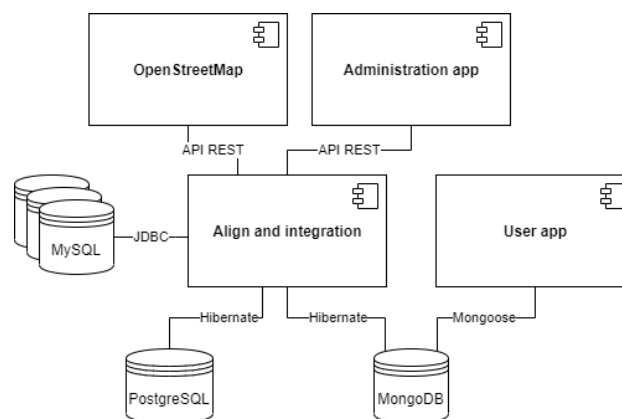 OpenStreetMap
Administration app
API REST
API REST
MySQL
JDBC
Align and integration
User app
Hibernate
Hibernate
Mongoose
PostgreSQL
MongoDB